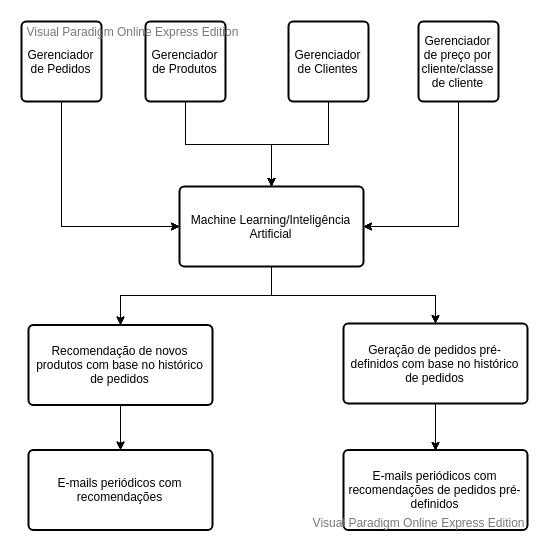 Visual Paradigm Online Express Edition
Gerenciador
de Pedidos
Gerenciador
de Produtos
Gerenciador
de Clientes
Gerenciador
de preço por
cliente/classe
de cliente
Machine Learning/Inteligência
Artificial
Recomendação de novos
produtos com base no histórico
de pedidos
Geração de pedidos pré-
definidos com base no histórico
de pedidos
E-mails periódicos com
recomendações
E-mails periódicos com
recomendações de pedidos pré-
definidos
Visual Paradigm Online Express Edition